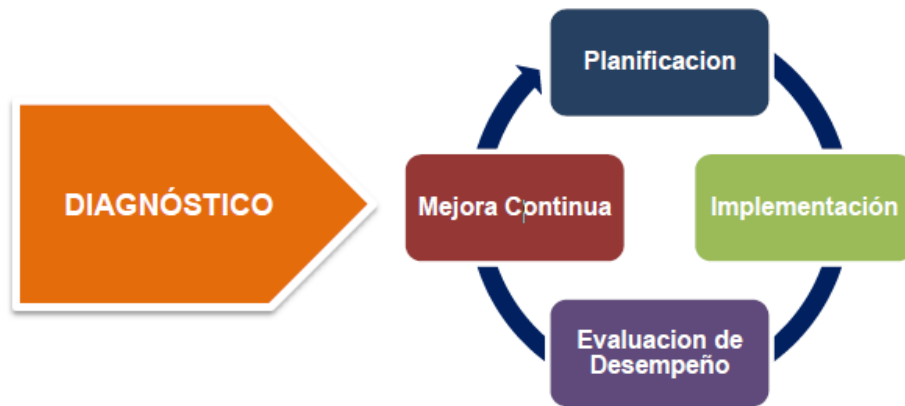 DIAGNÓSTICO
Planificacion
Implementación
Evaluacion de
Desempeño
Mejora Continua